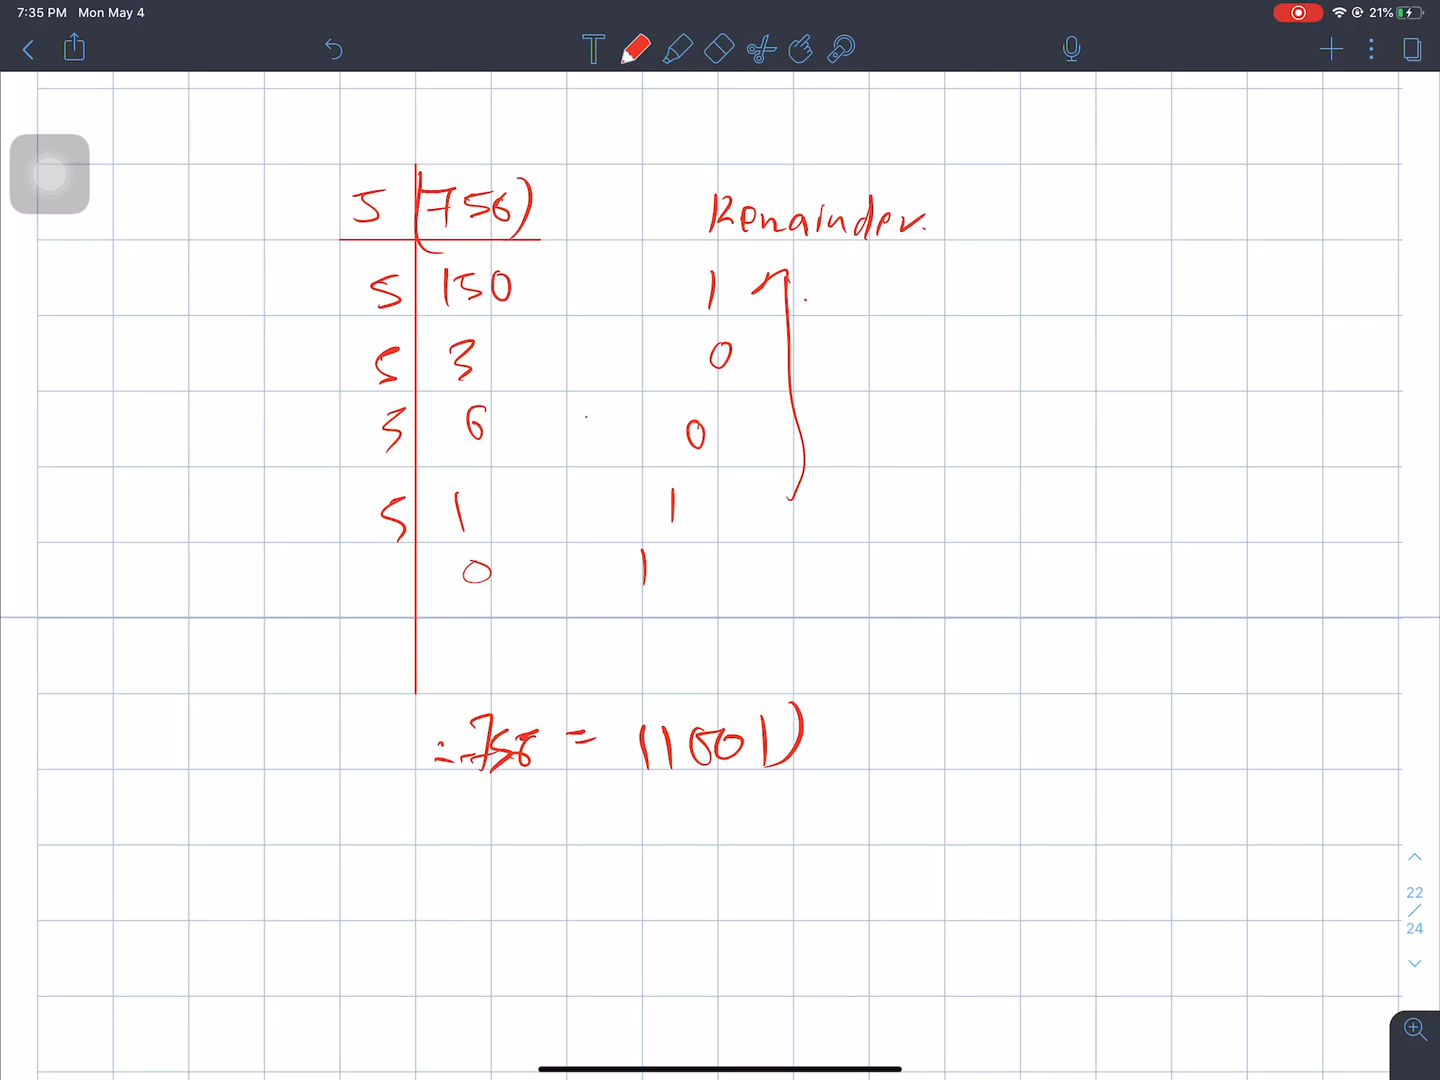 7:35 PM Mon May 4
21%
T
5 (756) Remainder.
5 150 1
5 3 0
3 6 0
5 1 1
0 1
∴ 756 = (11001)
22
/
24